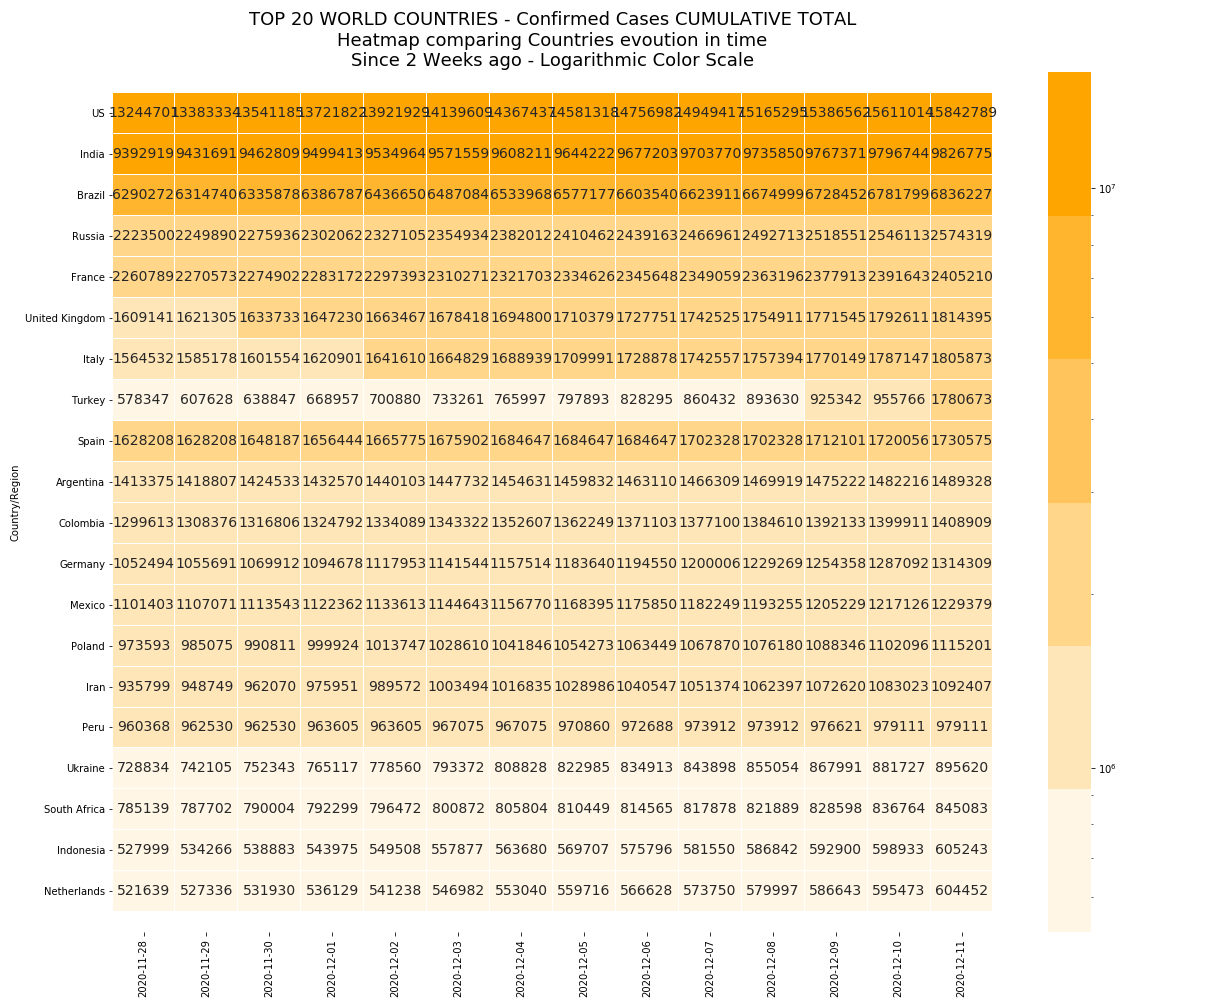 TOP 20 WORLD COUNTRIES - Confirmed Cases CUMULATIVE TOTAL
Heatmap comparing Countries evoution in time
Since 2 Weeks ago - Logarithmic Color Scale
US 13244701 13383334 13541185 13721822 13921929 14139609 14367437 14581318 14756982 14949417 15165295 15386562 15611014 15842789
India 9392919 9431691 9462809 9499413 9534964 9571559 9608211 9644222 9677203 9703770 9735850 9767371 9796744 9826775
10⁷
Brazil 6290272 6314740 6335878 6386787 6436650 6487084 6533968 6577177 6603540 6623911 6674999 6728452 6781799 6836227
Russia 2223500 2249890 2275936 2302062 2327105 2354934 2382012 2410462 2439163 2466961 2492713 2518551 2546113 2574319
France 2260789 2270573 2274902 2283172 2297393 2310271 2321703 2334626 2345648 2349059 2363196 2377913 2391643 2405210
United Kingdom 1609141 1621305 1633733 1647230 1663467 1678418 1694800 1710379 1727751 1742525 1754911 1771545 1792611 1814395
Italy 1564532 1585178 1601554 1620901 1641610 1664829 1688939 1709991 1728878 1742557 1757394 1770149 1787147 1805873
Turkey 578347 607628 638847 668957 700880 733261 765997 797893 828295 860432 893630 925342 955766 1780673
Spain 1628208 1628208 1648187 1656444 1665775 1675902 1684647 1684647 1684647 1702328 1702328 1712101 1720056 1730575
Argentina 1413375 1418807 1424533 1432570 1440103 1447732 1454631 1459832 1463110 1466309 1469919 1475222 1482216 1489328
Country/Region
Colombia 1299613 1308376 1316806 1324792 1334089 1343322 1352607 1362249 1371103 1377100 1384610 1392133 1399911 1408909
Germany 1052494 1055691 1069912 1094678 1117953 1141544 1157514 1183640 1194550 1200006 1229269 1254358 1287092 1314309
Mexico 1101403 1107071 1113543 1122362 1133613 1144643 1156770 1168395 1175850 1182249 1193255 1205229 1217126 1229379
Poland 973593 985075 990811 999924 1013747 1028610 1041846 1054273 1063449 1067870 1076180 1088346 1102096 1115201
Iran 935799 948749 962070 975951 989572 1003494 1016835 1028986 1040547 1051374 1062397 1072620 1083023 1092407
Peru 960368 962530 962530 963605 963605 967075 967075 970860 972688 973912 973912 976621 979111 979111
Ukraine 728834 742105 752343 765117 778560 793372 808828 822985 834913 843898 855054 867991 881727 895620
10⁶
South Africa 785139 787702 790004 792299 796472 800872 805804 810449 814565 817878 821889 828598 836764 845083
Indonesia 527999 534266 538883 543975 549508 557877 563680 569707 575796 581550 586842 592900 598933 605243
Netherlands 521639 527336 531930 536129 541238 546982 553040 559716 566628 573750 579997 586643 595473 604452
2020-11-28 2020-11-29 2020-11-30 2020-12-01 2020-12-02 2020-12-03 2020-12-04 2020-12-05 2020-12-06 2020-12-07 2020-12-08 2020-12-09 2020-12-10 2020-12-11